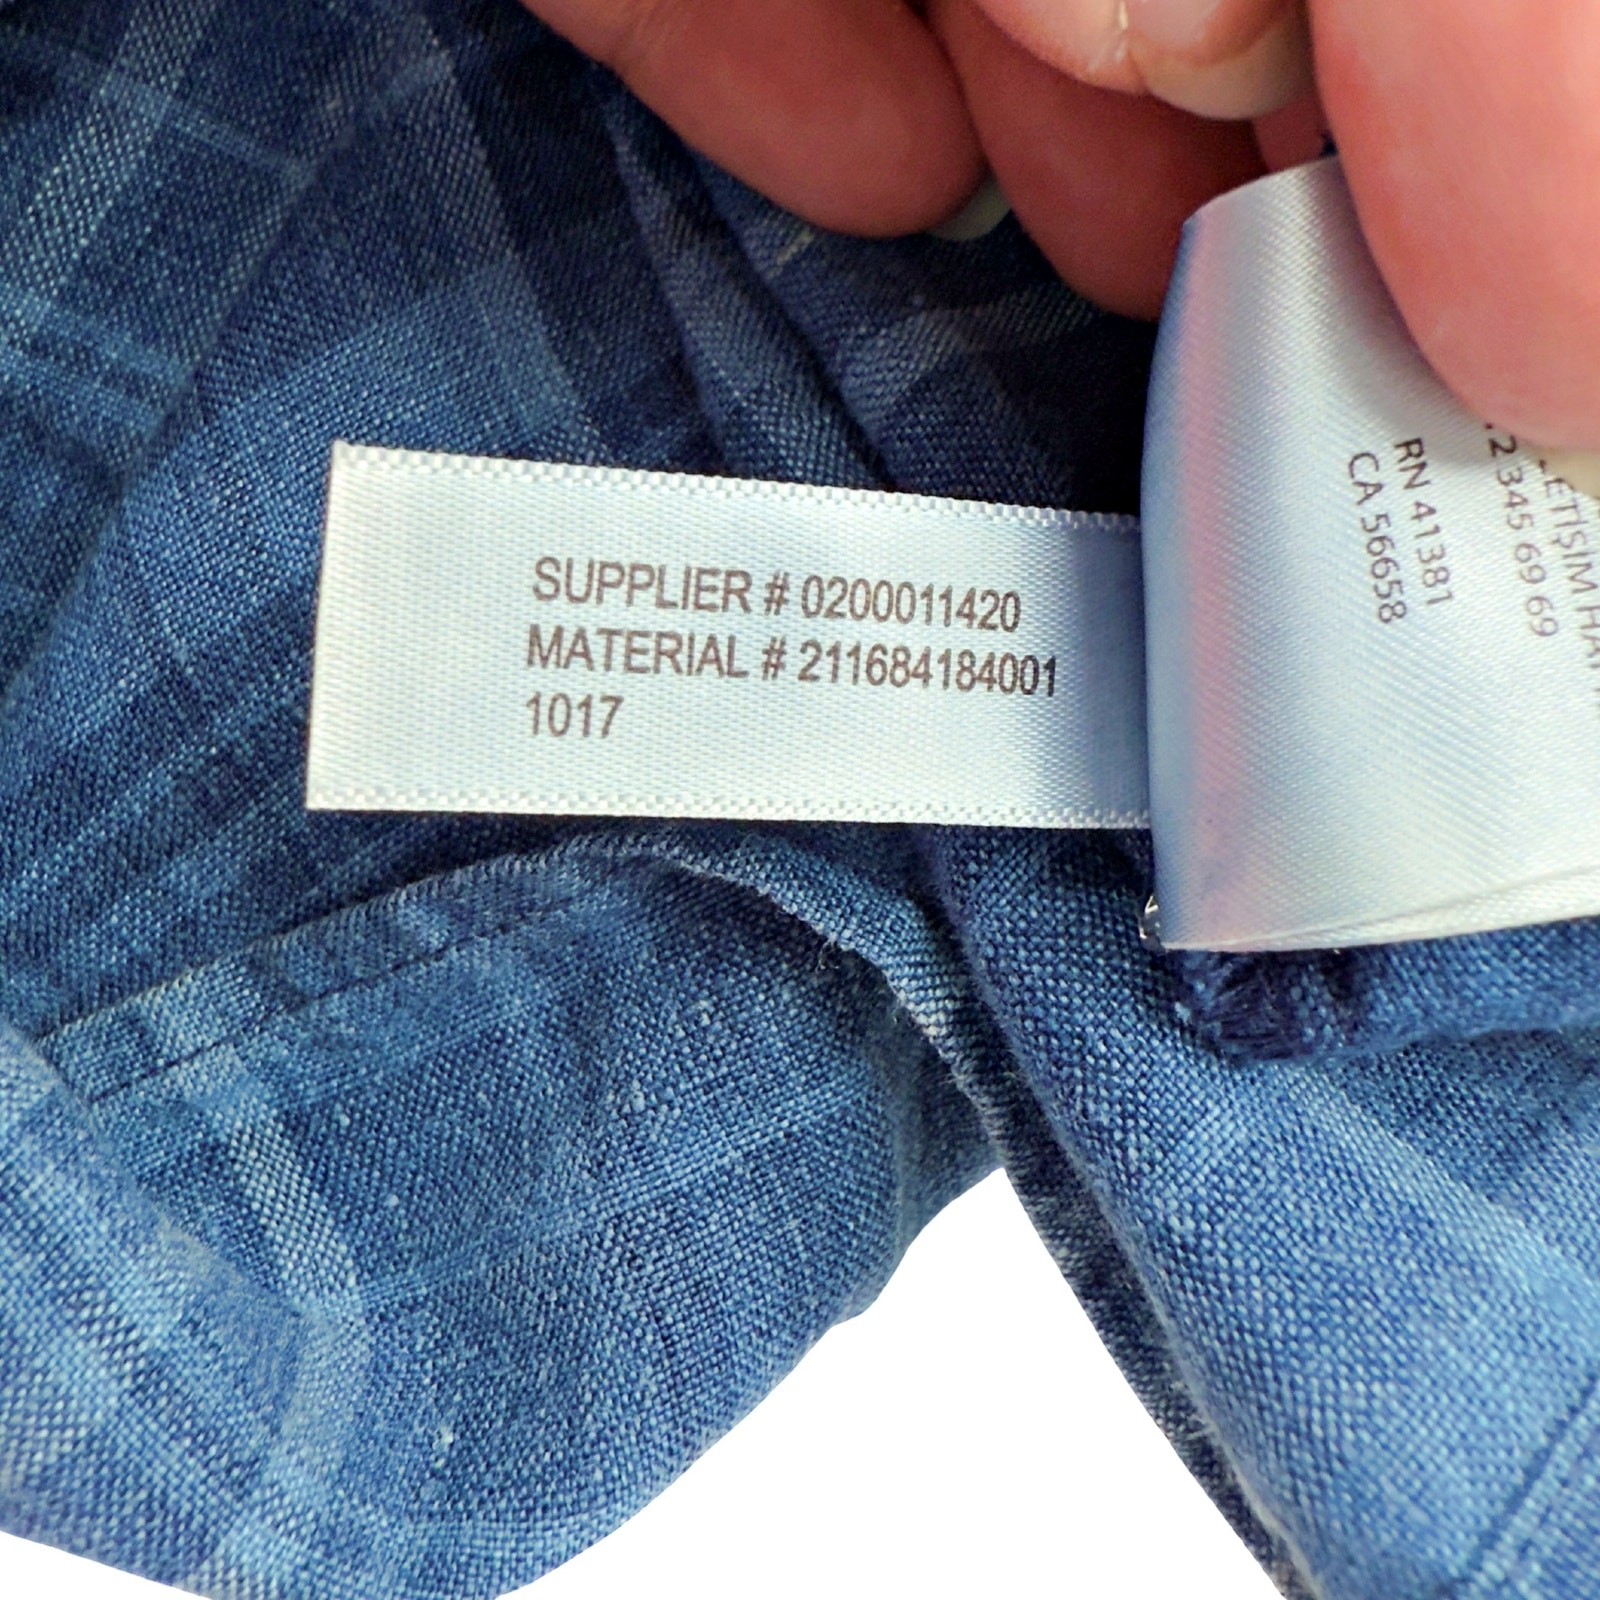 SUPPLIER # 0200011420
MATERIAL # 211684184001
1017
2 345 69 69
RN 41381
CA 56658